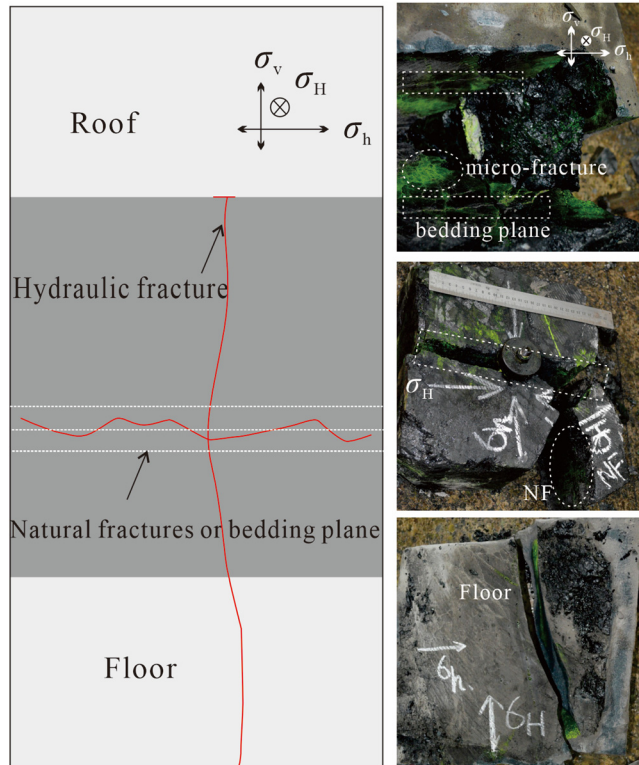 σv
σH
σh
Roof
Hydraulic fracture
Natural fractures or bedding plane
Floor
σv
σH
σh
micro-fracture
bedding plane
σH
NF
Floor
σh
σH